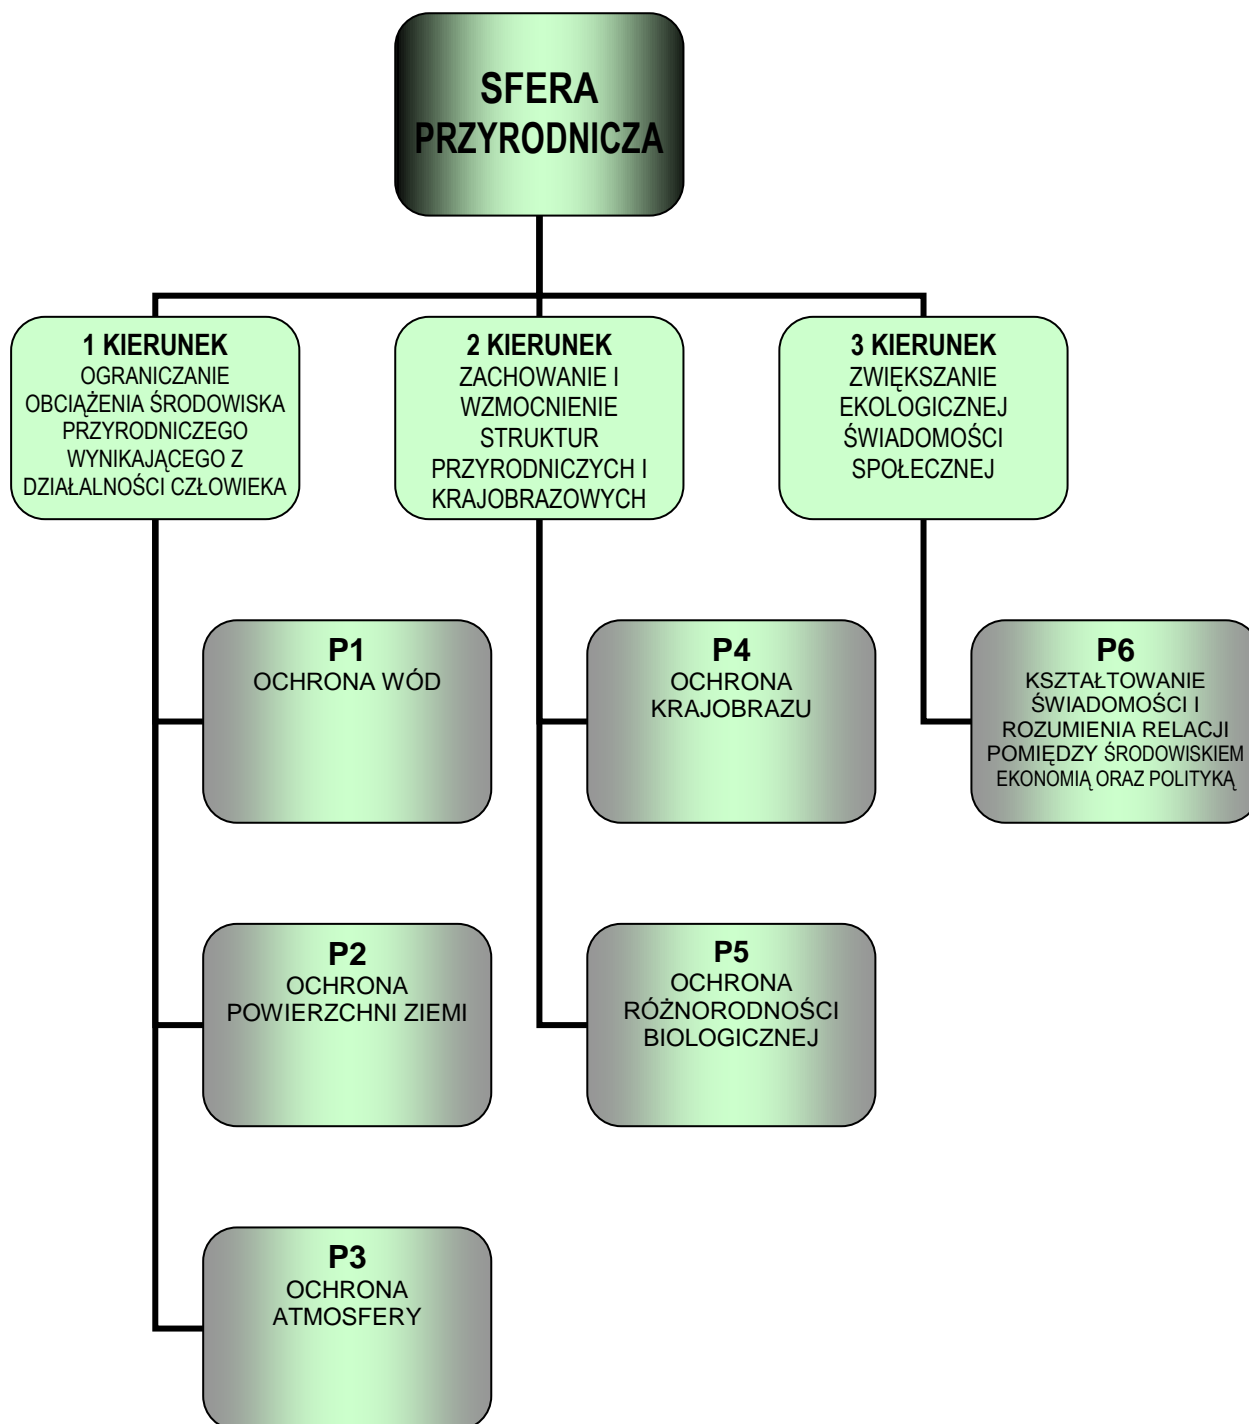 SFERA
PRZYRODNICZA
1 KIERUNEK
OGRANICZANIE
OBCIĄŻENIA ŚRODOWISKA
PRZYRODNICZEGO
WYNIKAJĄCEGO Z
DZIAŁALNOŚCI CZŁOWIEKA
2 KIERUNEK
ZACHOWANIE I
WZMOCNIENIE
STRUKTUR
PRZYRODNICZYCH I
KRAJOBRAZOWYCH
3 KIERUNEK
ZWIĘKSZANIE
EKOLOGICZNEJ
ŚWIADOMOŚCI
SPOŁECZNEJ
P1
OCHRONA WÓD
P4
OCHRONA
KRAJOBRAZU
P6
KSZTAŁTOWANIE
ŚWIADOMOŚCI I
ROZUMIENIA RELACJI
POMIĘDZY ŚRODOWISKIEM
EKONOMIĄ ORAZ POLITYKĄ
P2
OCHRONA
POWIERZCHNI ZIEMI
P5
OCHRONA
RÓŻNORODNOŚCI
BIOLOGICZNEJ
P3
OCHRONA
ATMOSFERY